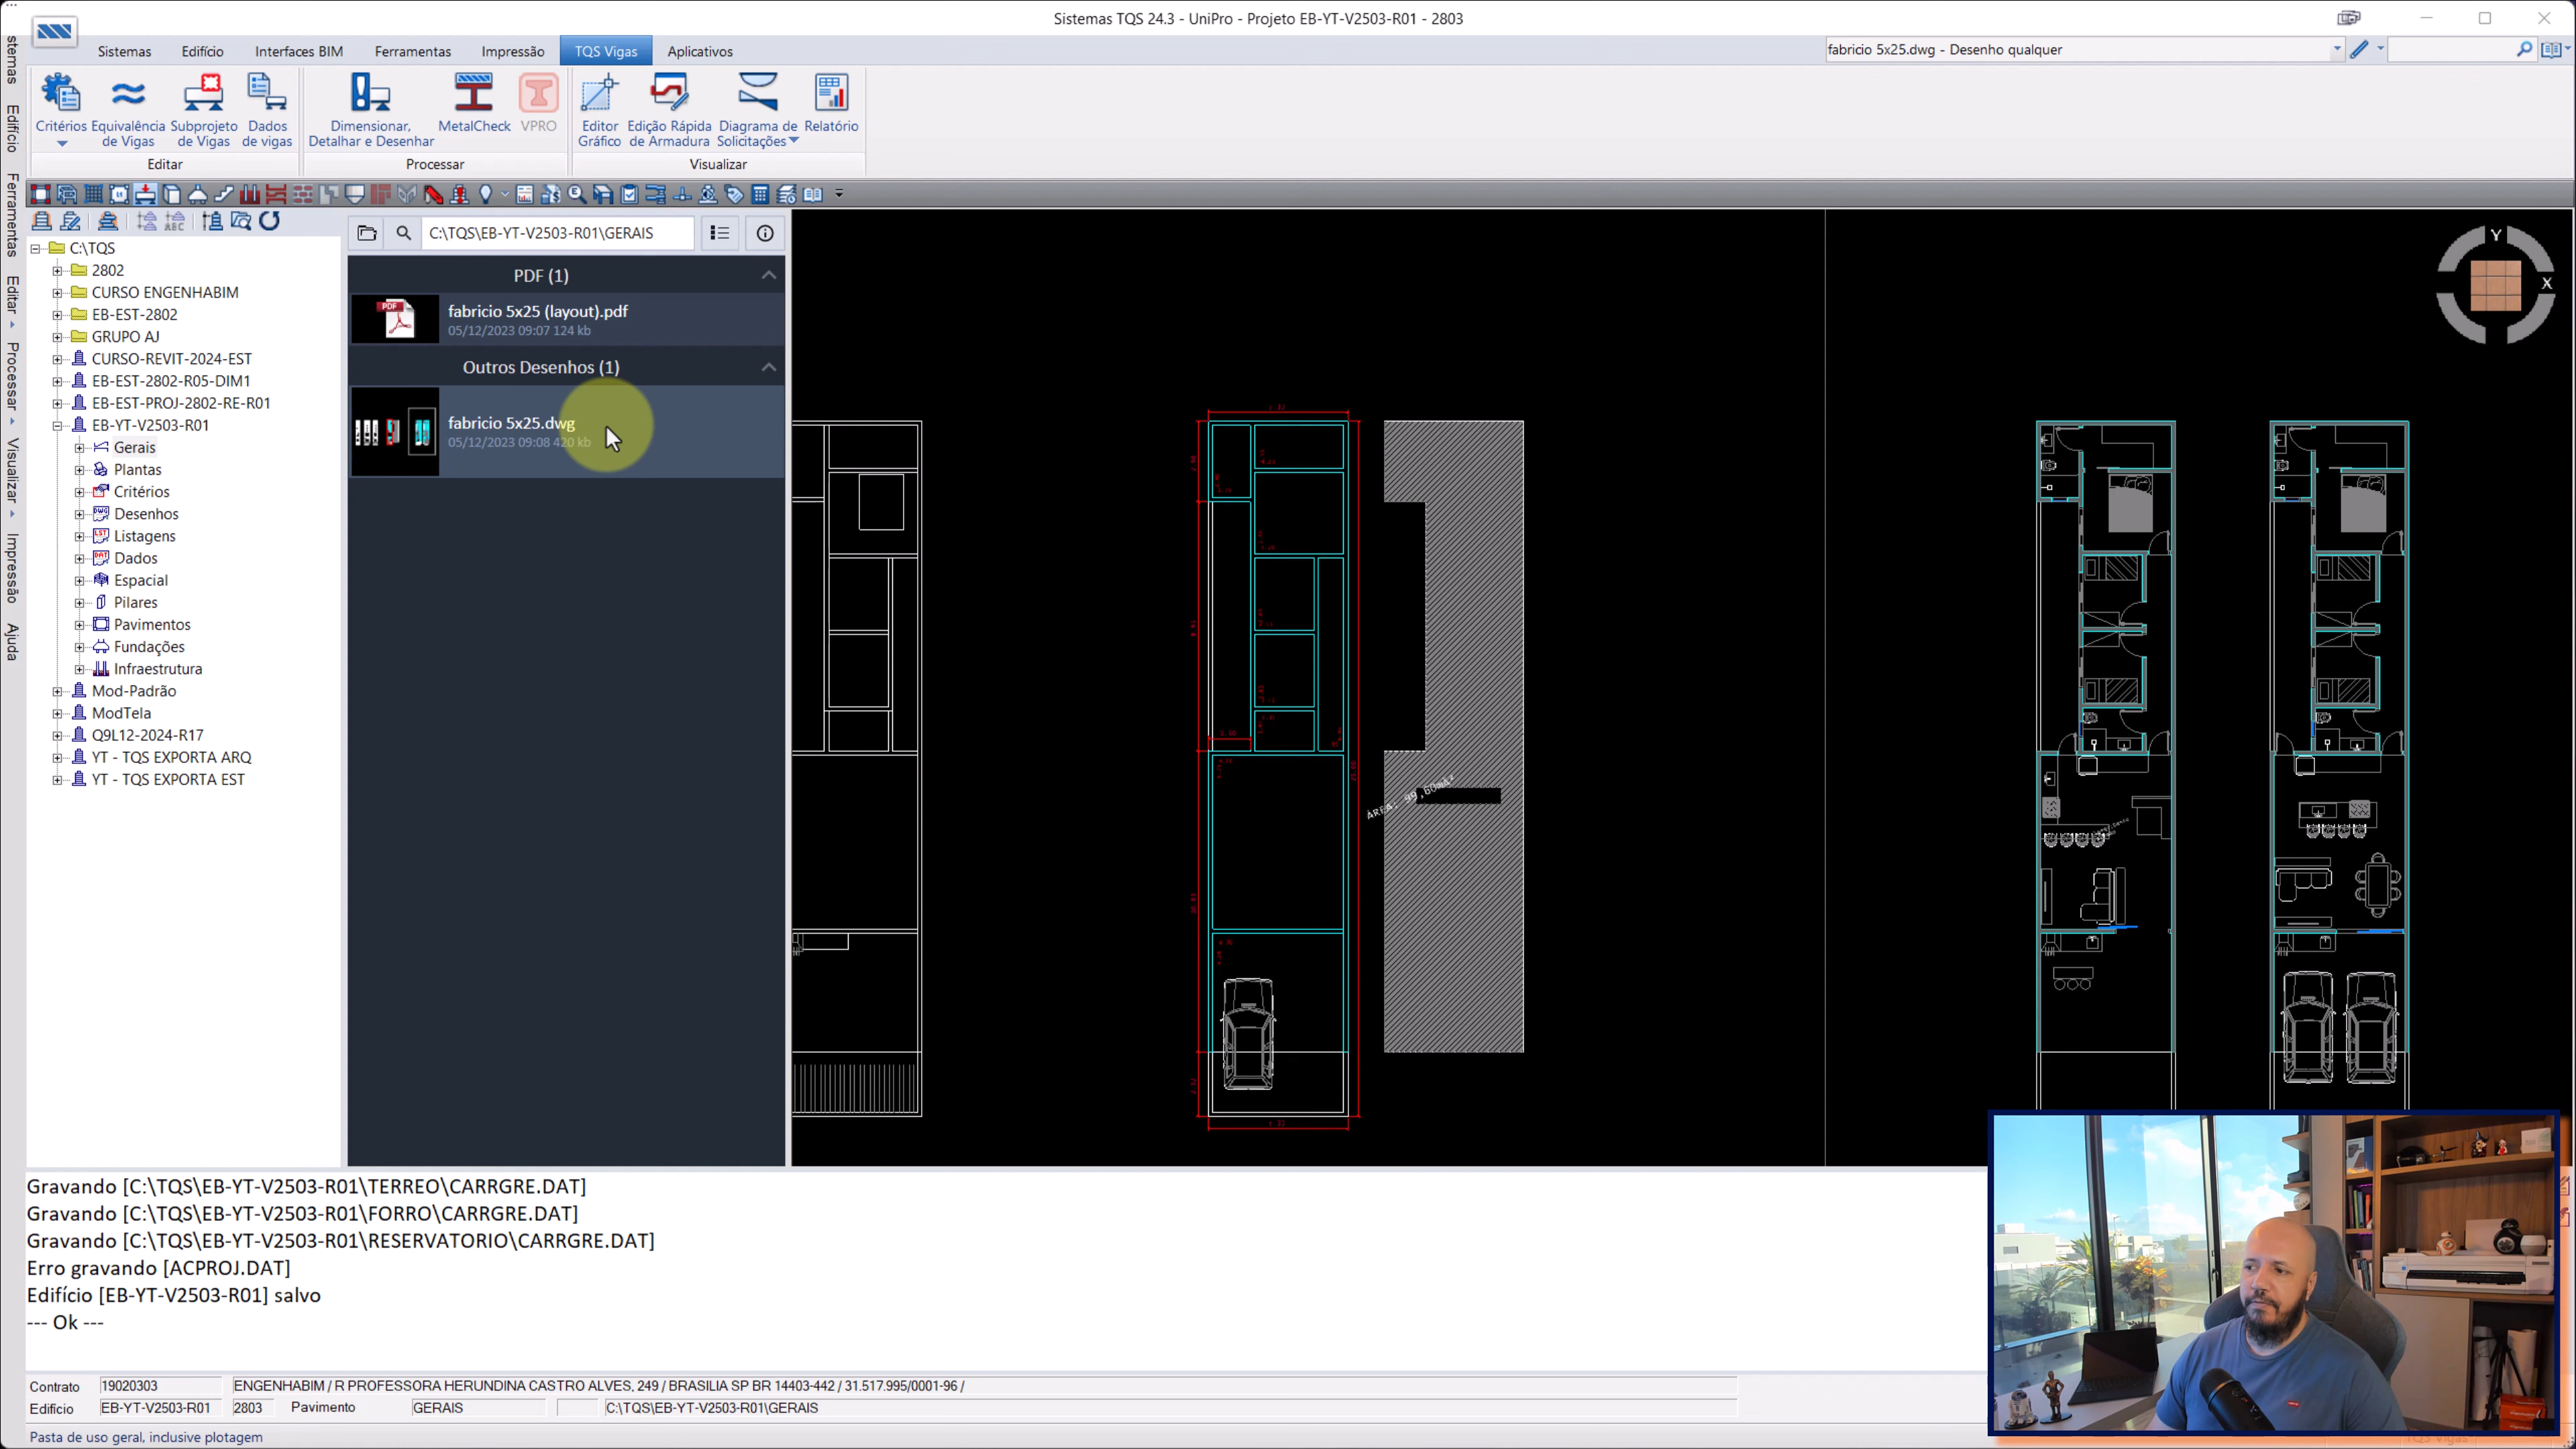 Sistemas TQS 24.3 - UniPro - Projeto EB-YT-V2503-R01 - 2803
Sistemas Edifício Interfaces BIM Ferramentas Impressão TQS Vigas Aplicativos
fabricio 5x25.dwg - Desenho qualquer
Critérios
Equivalência de Vigas
Subprojeto de Vigas
Dados de vigas
Dimensionar, Detalhar e Desenhar
MetalCheck
VPRO
Editor Gráfico
Edição Rápida de Armadura
Diagrama de Solicitações
Relatório
Editar
Processar
Visualizar
stemas
Edifício
Ferramentas
Editar
Processar
Visualizar
Impressão
Ajuda
C:\TQS
2802
CURSO ENGENHABIM
EB-EST-2802
GRUPO AJ
CURSO-REVIT-2024-EST
EB-EST-2802-R05-DIM1
EB-EST-PROJ-2802-RE-R01
EB-YT-V2503-R01
Gerais
Plantas
Critérios
Desenhos
Listagens
Dados
Espacial
Pilares
Pavimentos
Fundações
Infraestrutura
Mod-Padrão
ModTela
Q9L12-2024-R17
YT - TQS EXPORTA ARQ
YT - TQS EXPORTA EST
C:\TQS\EB-YT-V2503-R01\GERAIS
PDF (1)
PDF
fabricio 5x25 (layout).pdf
05/12/2023 09:07 124 kb
Outros Desenhos (1)
fabricio 5x25.dwg
05/12/2023 09:08 420 kb
Y
X
Gravando [C:\TQS\EB-YT-V2503-R01\TERREO\CARRGRE.DAT]
Gravando [C:\TQS\EB-YT-V2503-R01\FORRO\CARRGRE.DAT]
Gravando [C:\TQS\EB-YT-V2503-R01\RESERVATORIO\CARRGRE.DAT]
Erro gravando [ACPROJ.DAT]
Edifício [EB-YT-V2503-R01] salvo
--- Ok ---
Contrato 19020303 ENGENHABIM / R PROFESSORA HERUNDINA CASTRO ALVES, 249 / BRASILIA SP BR 14403-442 / 31.517.995/0001-96 /
Edifício EB-YT-V2503-R01 2803 Pavimento GERAIS C:\TQS\EB-YT-V2503-R01\GERAIS
Pasta de uso geral, inclusive plotagem